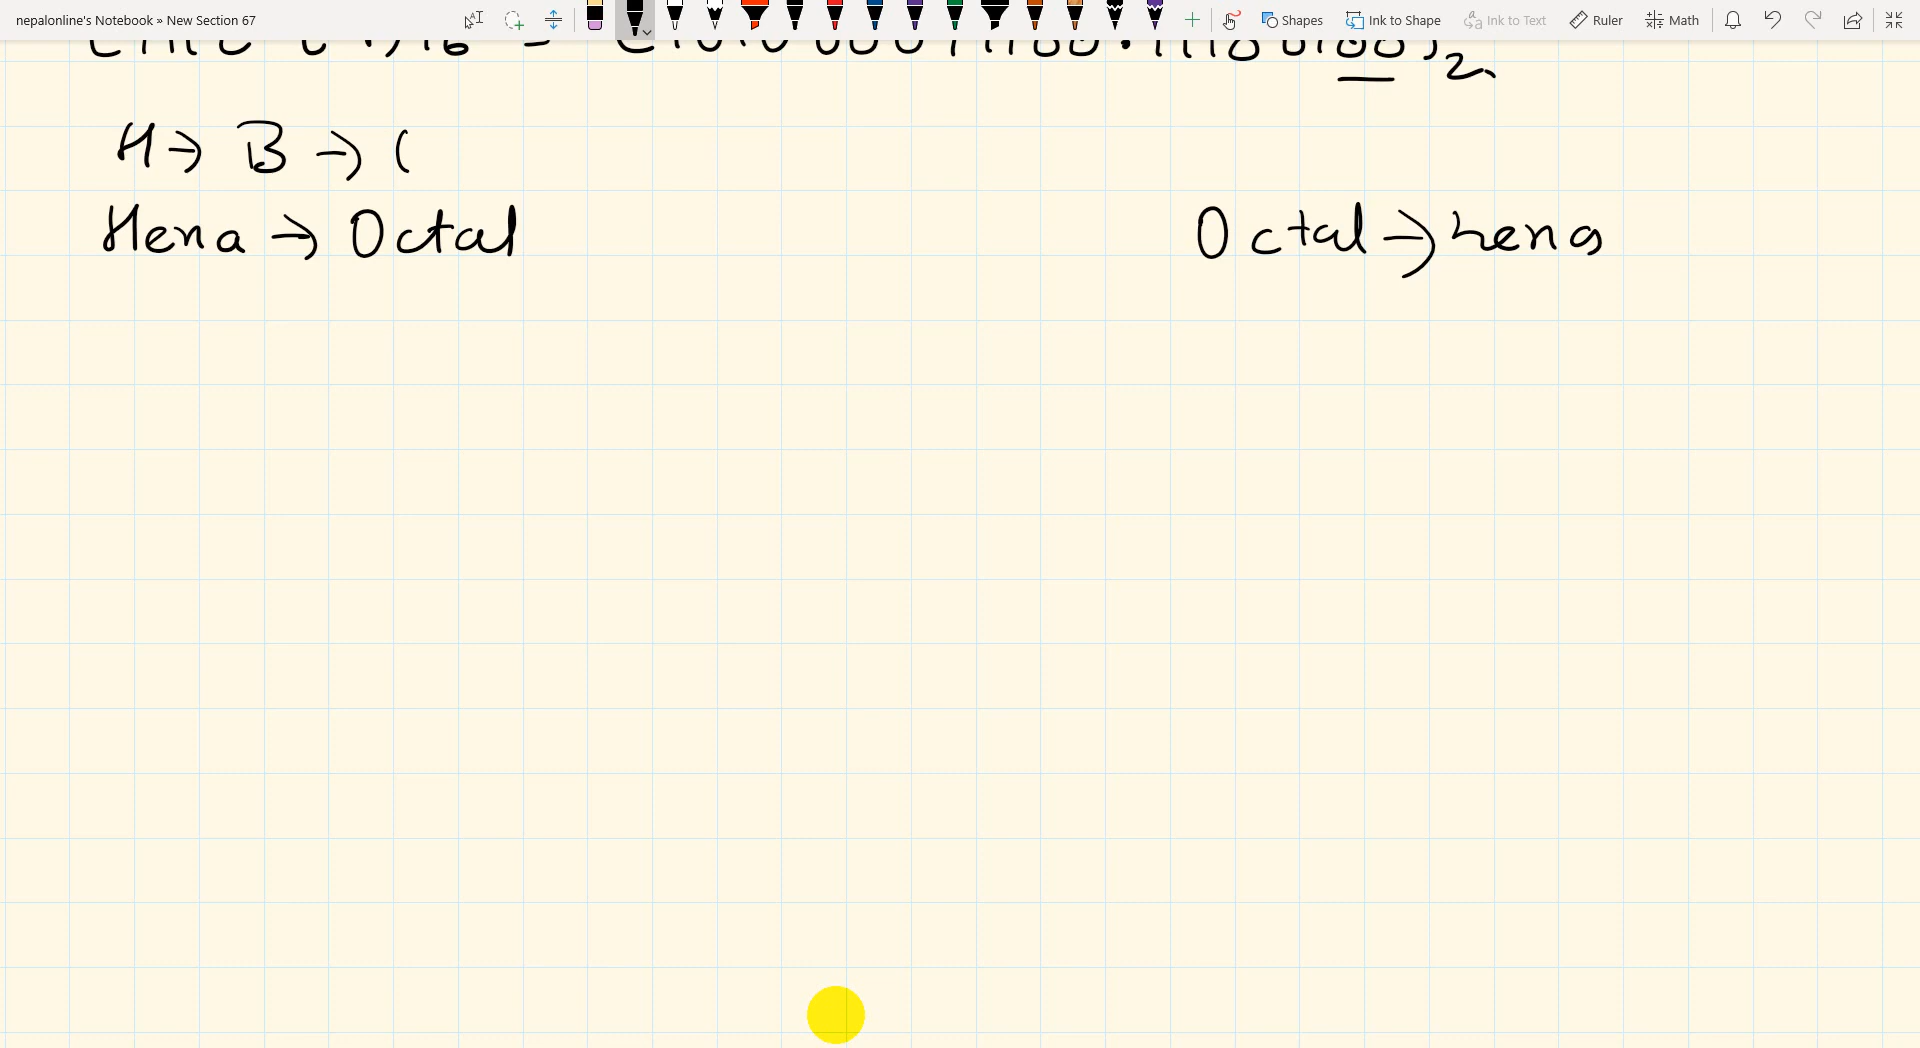 nepalonline's Notebook » New Section 67
Shapes
Ink to Shape
Ink to Text
Ruler
Math
H → B → (
Hexa → Octal
Octal → hexa